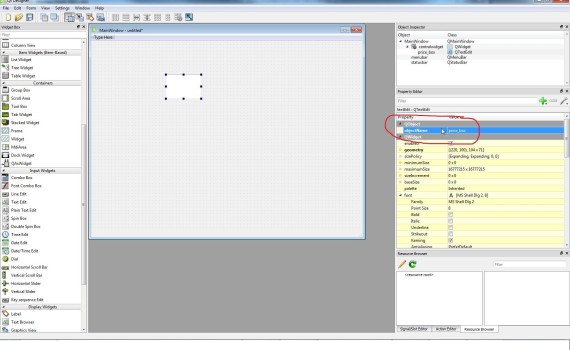 Qt Designer
File Edit Form View Settings Window Help
Widget Box
Filter
Column View
Item Widgets (Item-Based)
List Widget
Tree Widget
Table Widget
Containers
Group Box
Scroll Area
Tool Box
Tab Widget
Stacked Widget
Frame
Widget
MdiArea
Dock Widget
QAxWidget
Input Widgets
Combo Box
Font Combo Box
Line Edit
Text Edit
Plain Text Edit
Spin Box
Double Spin Box
Time Edit
Date Edit
Date/Time Edit
Dial
Horizontal Scroll Bar
Vertical Scroll Bar
Horizontal Slider
Vertical Slider
Key sequence Edit
Display Widgets
Label
Text Browser
Graphics View
MainWindow - untitled*
Type Here
Object Inspector
Object Class
MainWindow QMainWindow
centralwidget QWidget
price_box QTextEdit
menubar QMenuBar
statusbar QStatusBar
Property Editor
Filter
textEdit : QTextEdit
Property Value
QObject
objectName price_box
QWidget
enabled
geometry
sizePolicy [Expanding, Expanding, 0, 0]
minimumSize 0 x 0
maximumSize 16777215 x 16777215
sizeIncrement 0 x 0
baseSize 0 x 0
palette Inherited
font A [MS Shell Dlg 2, 8]
Family MS Shell Dlg 2
Point Size 8
Bold
Italic
Underline
Strikeout
Kerning
Antialiasing PreferDefault
Resource Browser
Filter
<resource root>
Signal/Slot Editor Action Editor Resource Browser